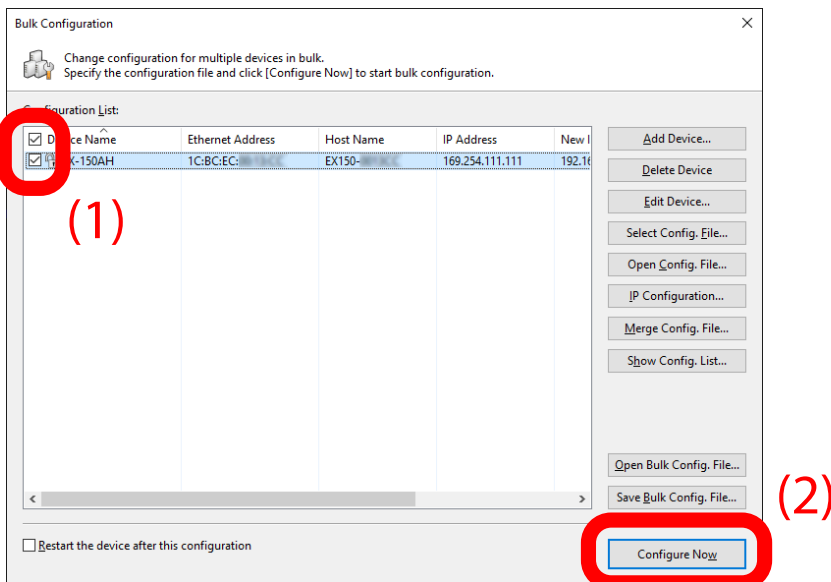 Bulk Configuration
Change configuration for multiple devices in bulk.
Specify the configuration file and click [Configure Now] to start bulk configuration.
Configuration List:
Ethernet Address Host Name IP Address New I
X-150AH 1C:BC:EC: EX150- 169.254.111.111 192.16
(1)
Add Device...
Delete Device
Edit Device...
Select Config. File...
Open Config. File...
IP Configuration...
Merge Config. File...
Show Config. List...
Open Bulk Config. File...
Save Bulk Config. File...
(2)
Restart the device after this configuration
Configure Now